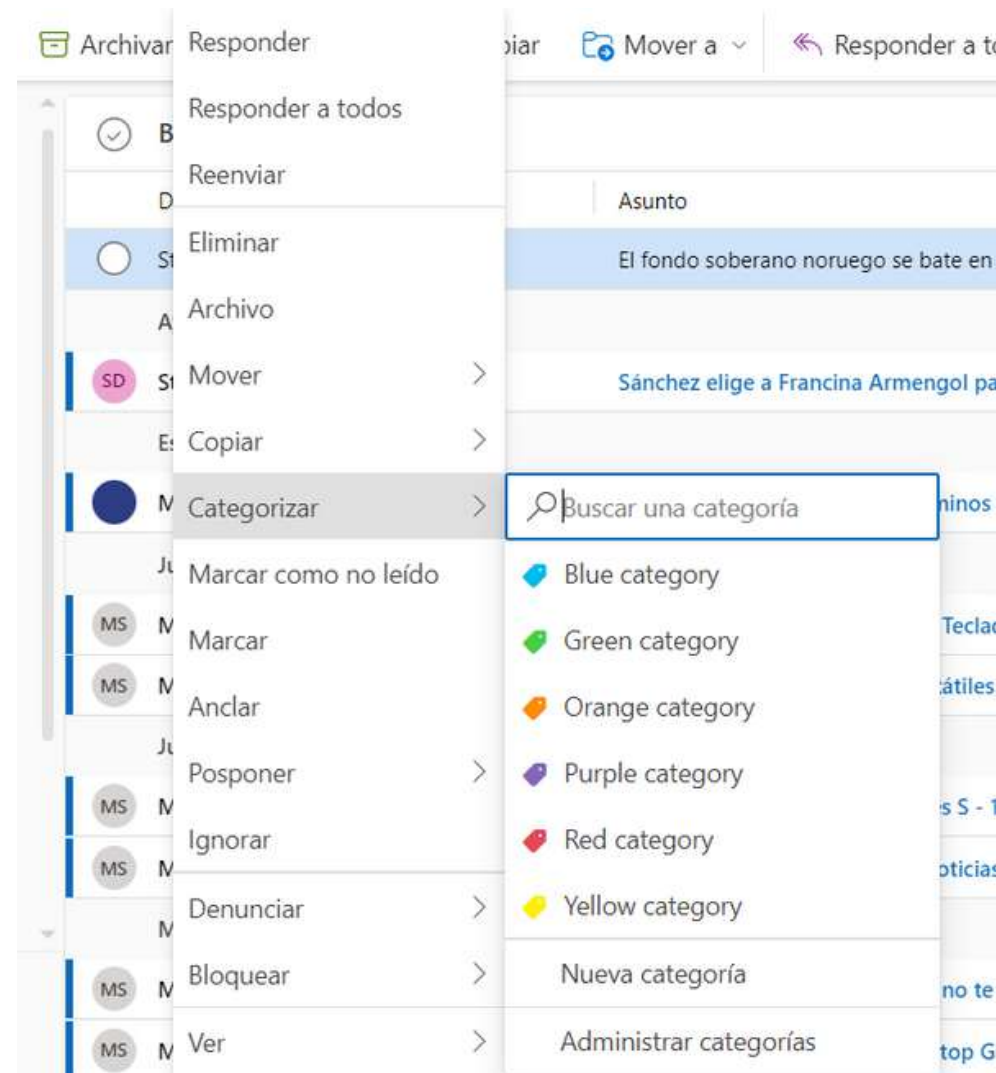 Archivar
Mover a
Responder a
Responder
Responder a todos
Reenviar
Eliminar
Archivo
Mover
Copiar
Categorizar
Marcar como no leído
Marcar
Anclar
Posponer
Ignorar
Denunciar
Bloquear
Ver
Asunto
El fondo soberano noruego se bate en
SD
Sánchez elige a Francina Armengol
MS
MS
MS
MS
MS
MS
Buscar una categoría
Blue category
Green category
Orange category
Purple category
Red category
Yellow category
Nueva categoría
Administrar categorías
no te